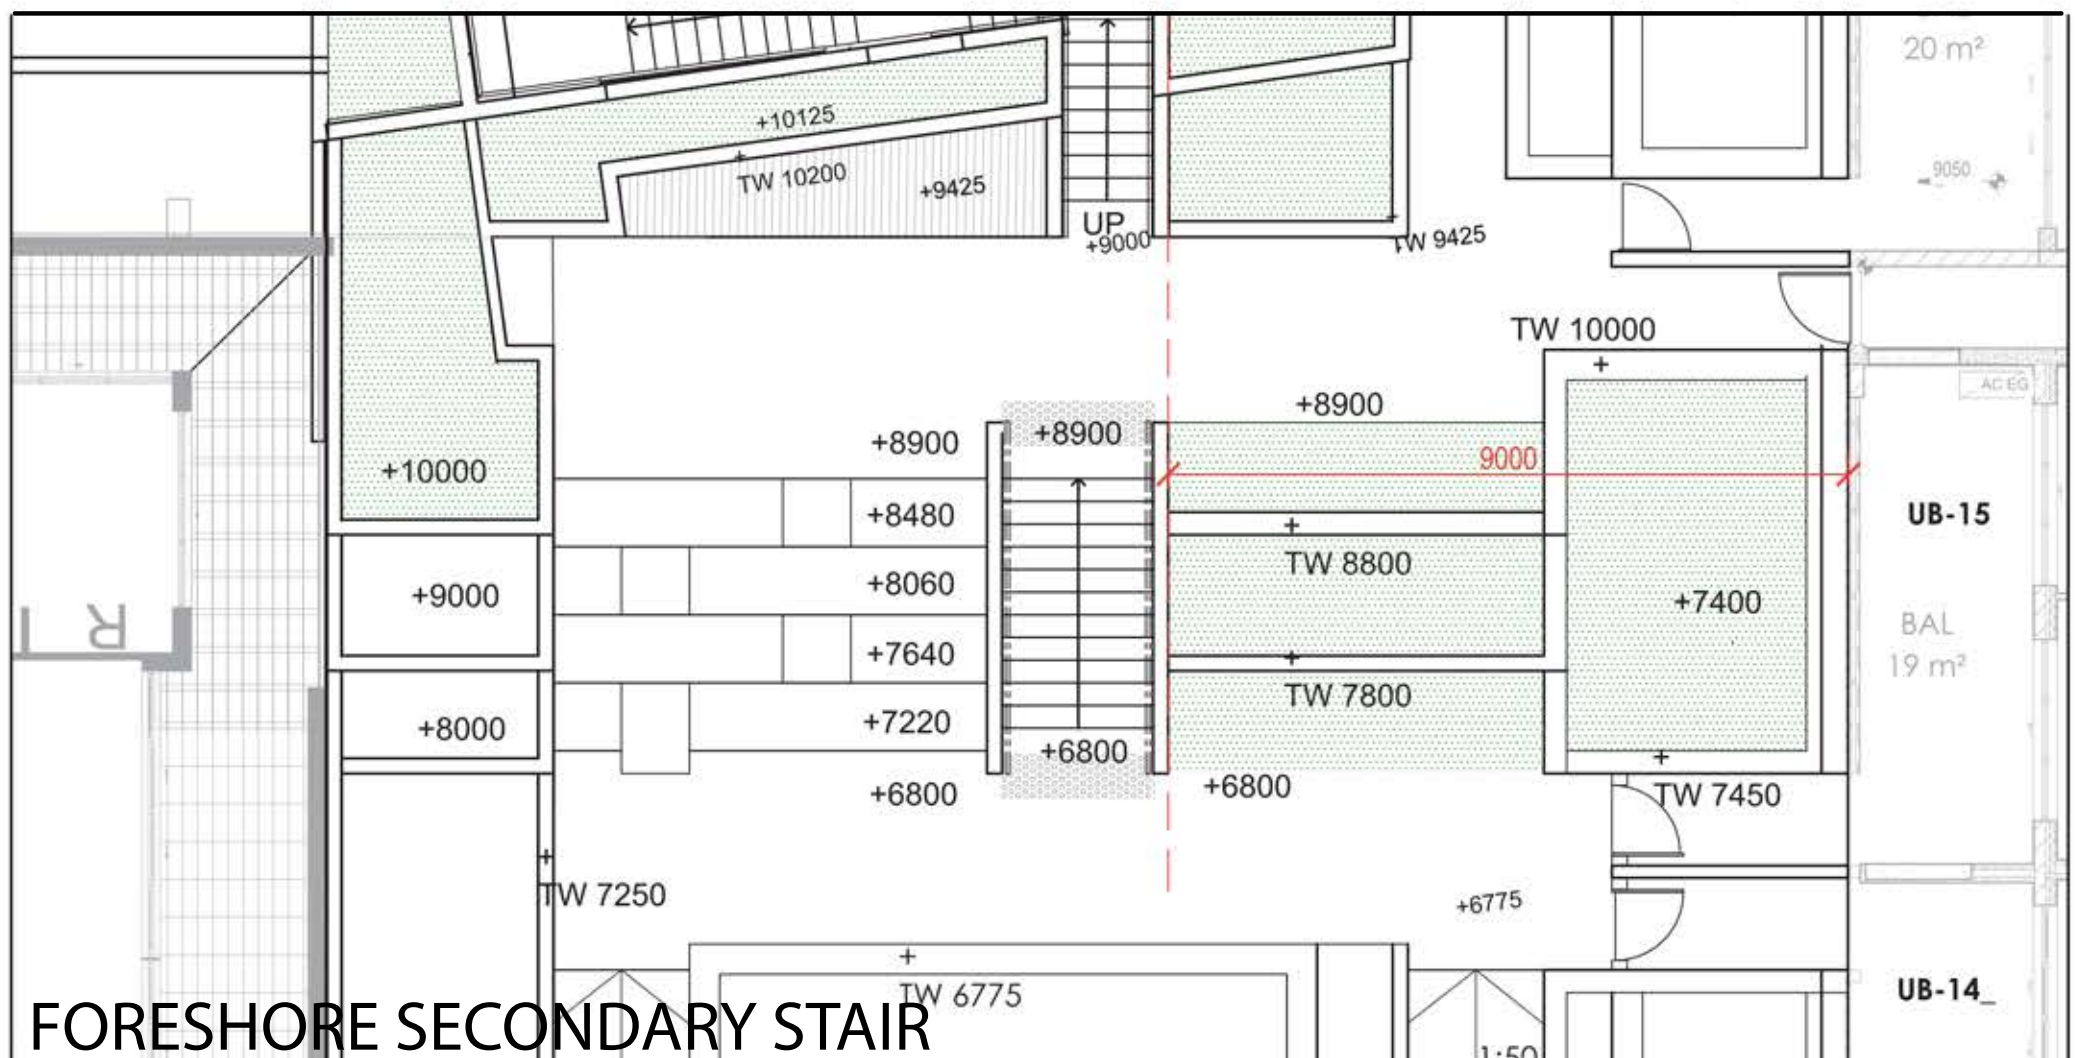 20 m²
+10125
TW 10200
+9425
9050
UP
+9000
TW 9425
TW 10000
AC EG
+8900
+8900
+8900
9000
+10000
+8480
UB-15
TW 8800
+8060
+9000
+7400
BAL
19 m²
+7640
TW 7800
+7220
+8000
+6800
+6800
+6800
TW 7450
TW 7250
+6775
TW 6775
UB-14_
FORESHORE SECONDARY STAIR
1:50